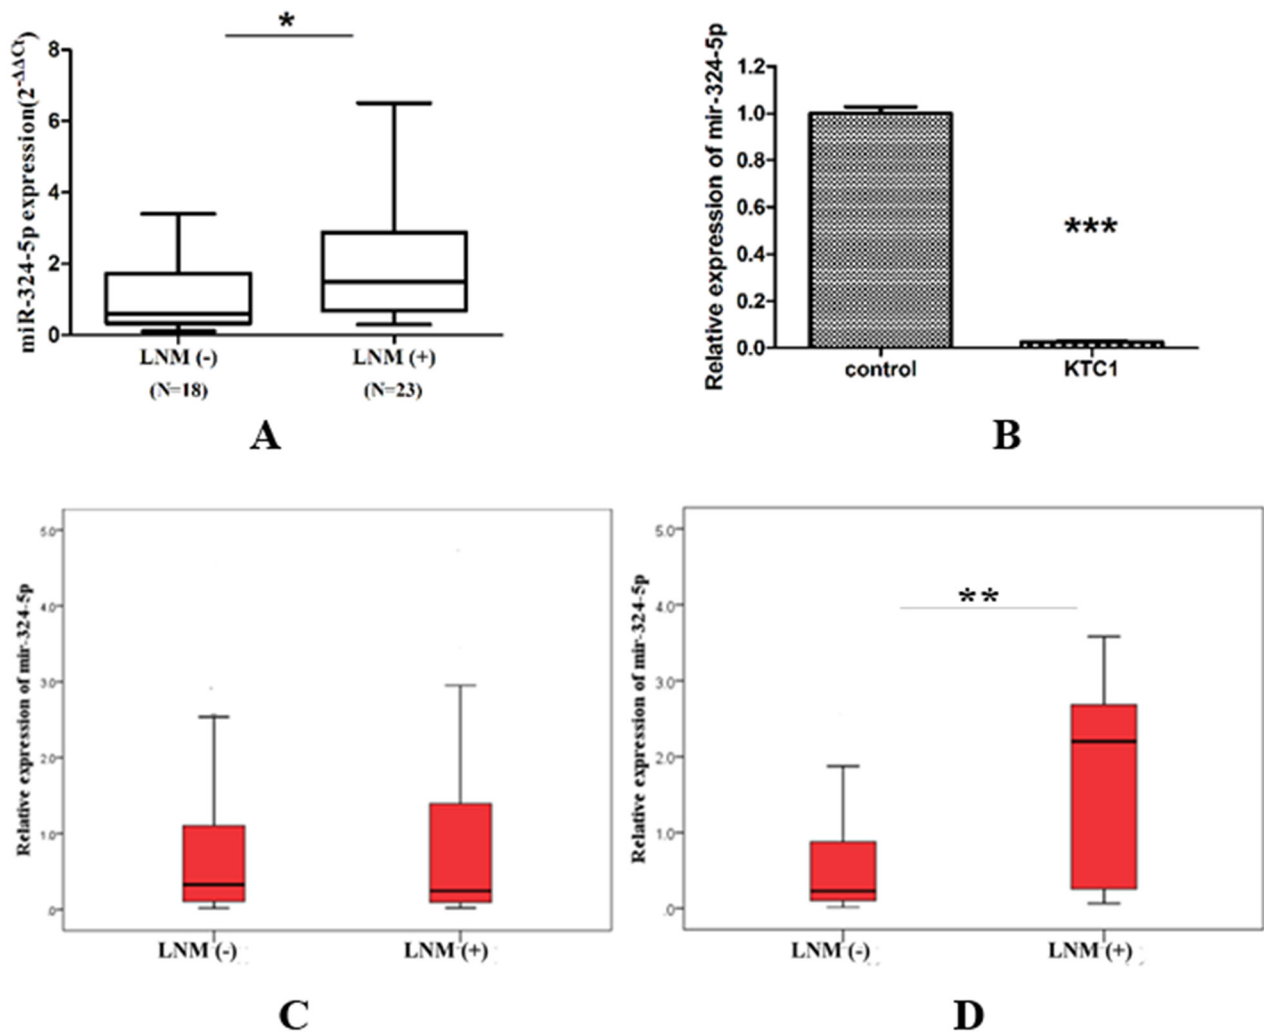 *
miR-324-5p expression(2^-ΔΔCt)
8
6
4
2
0
LNM (-)
LNM (+)
(N=18)
(N=23)
A
Relative expression of mir-324-5p
1.2
1.0
0.8
0.6
0.4
0.2
0.0
***
control
KTC1
B
Relative expression of mir-324-5p
5.0
4.0
3.0
2.0
1.0
.0
LNM (-)
LNM (+)
C
Relative expression of mir-324-5p
5.0
4.0
3.0
2.0
1.0
.0
**
LNM (-)
LNM (+)
D